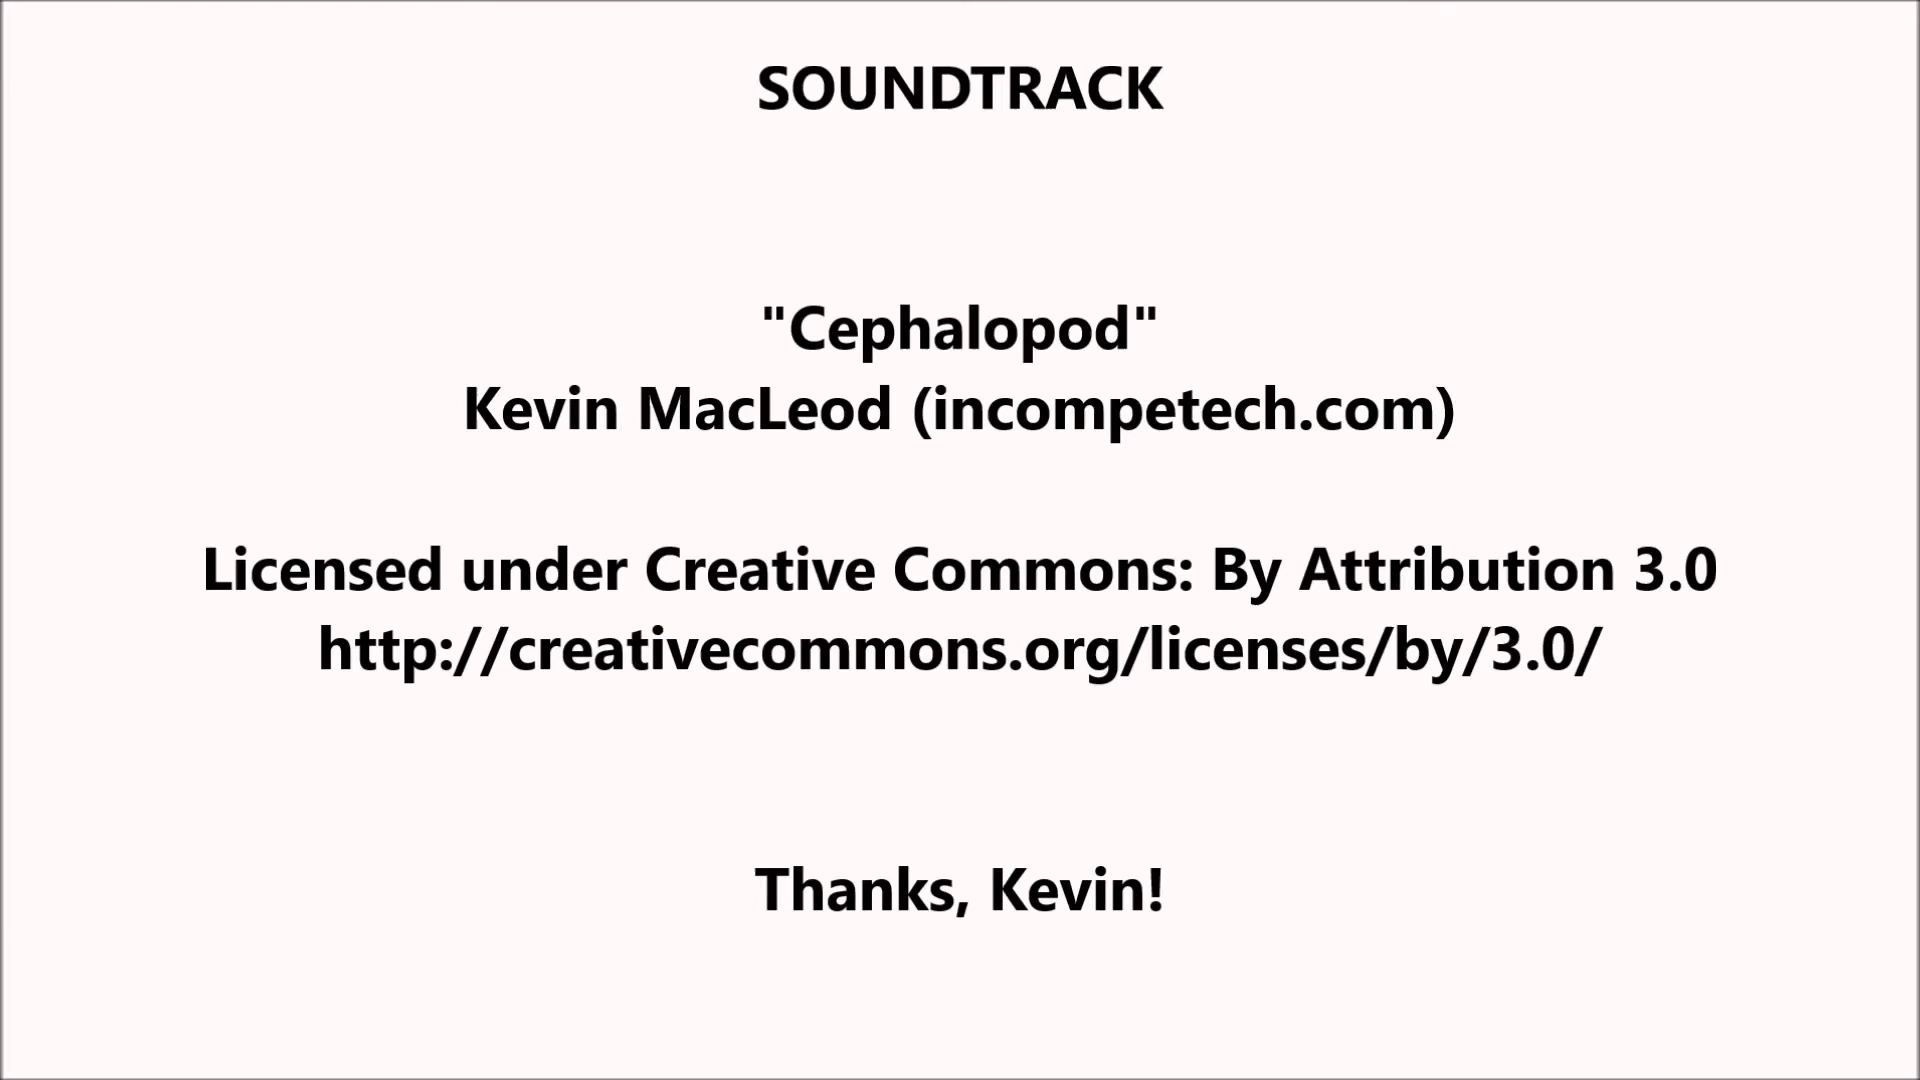 SOUNDTRACK
"Cephalopod"
Kevin MacLeod (incompetech.com)
Licensed under Creative Commons: By Attribution 3.0
http://creativecommons.org/licenses/by/3.0/
Thanks, Kevin!